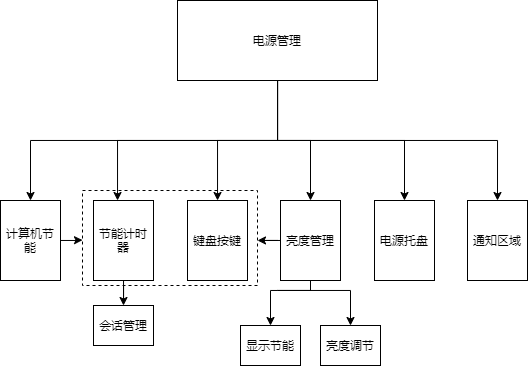 电源管理
计算机节
能
节能计时
器
键盘按键
亮度管理
电源托盘
通知区域
会话管理
显示节能
亮度调节